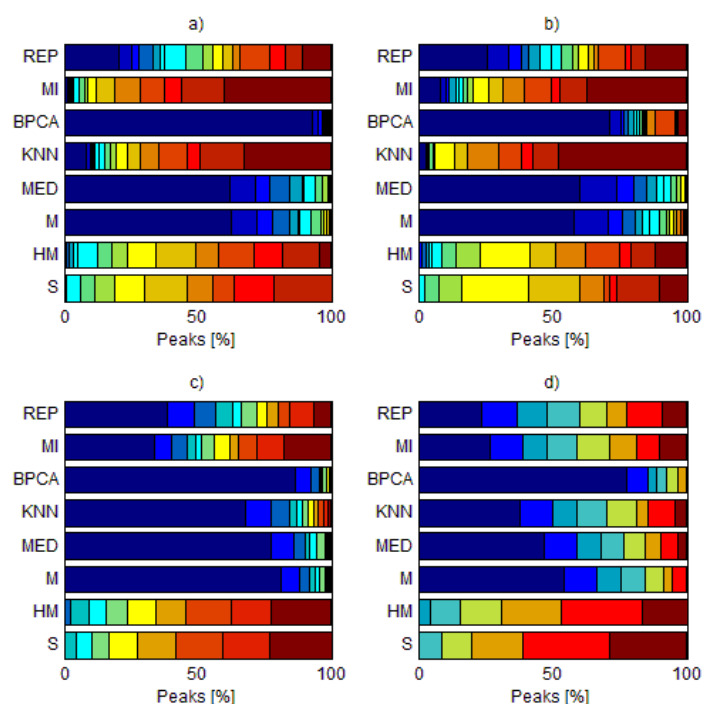 a)
REP
MI
BPCA
KNN
MED
M
HM
S
0 50 100
Peaks [%]
b)
REP
MI
BPCA
KNN
MED
M
HM
S
0 50 100
Peaks [%]
c)
REP
MI
BPCA
KNN
MED
M
HM
S
0 50 100
Peaks [%]
d)
REP
MI
BPCA
KNN
MED
M
HM
S
0 50 100
Peaks [%]